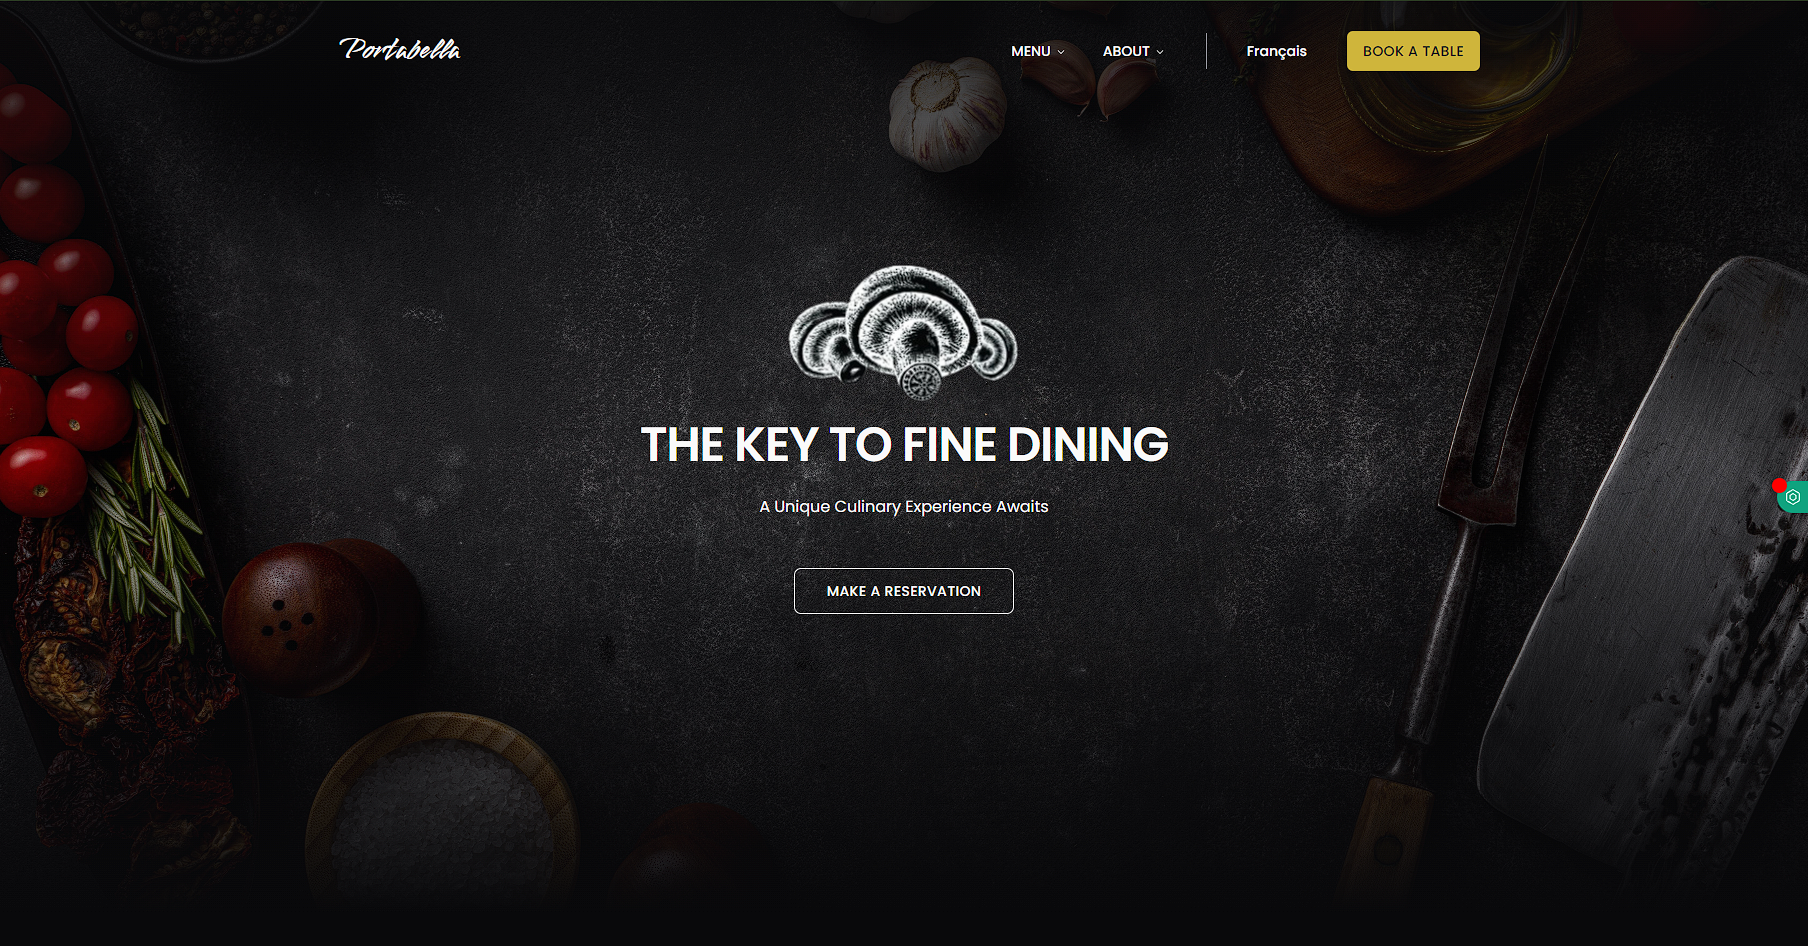 Portabella
MENU
ABOUT
Français
BOOK A TABLE
THE KEY TO FINE DINING
A Unique Culinary Experience Awaits
MAKE A RESERVATION